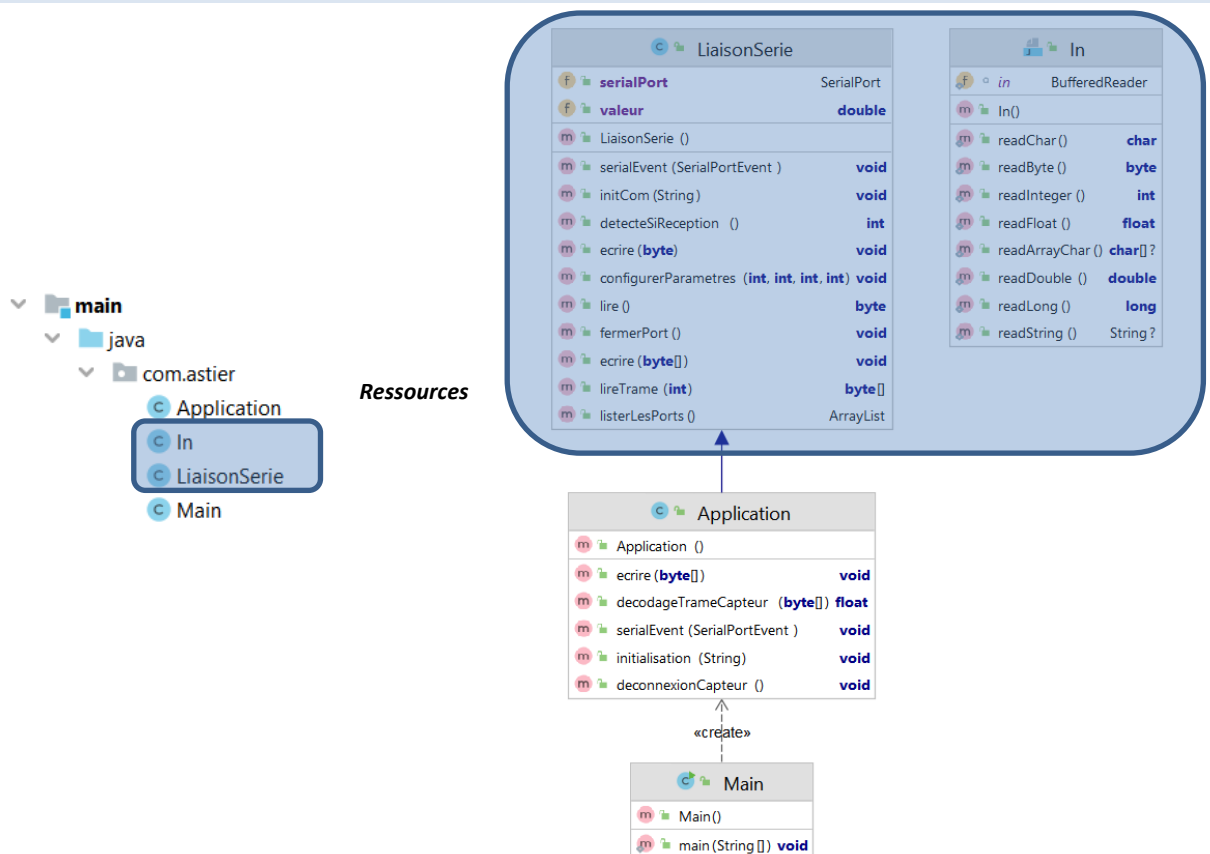 main
java
com.astier
Application
In
LiaisonSerie
Main
Ressources
C LiaisonSerie
f serialPort SerialPort
f valeur double
m LiaisonSerie ()
m serialEvent (SerialPortEvent ) void
m initCom (String) void
m detecteSiReception () int
m ecrire (byte) void
m configurerParametres (int, int, int, int) void
m lire () byte
m fermerPort () void
m ecrire (byte[]) void
m lireTrame (int) byte[]
m listerLesPorts () ArrayList
In
f in BufferedReader
m In()
m readChar () char
m readByte () byte
m readInteger () int
m readFloat () float
m readArrayChar () char[]?
m readDouble () double
m readLong () long
m readString () String?
C Application
m Application ()
m ecrire (byte[]) void
m decodageTrameCapteur (byte[]) float
m serialEvent (SerialPortEvent ) void
m initialisation (String) void
m deconnexionCapteur () void
«create»
C Main
m Main()
m main (String []) void